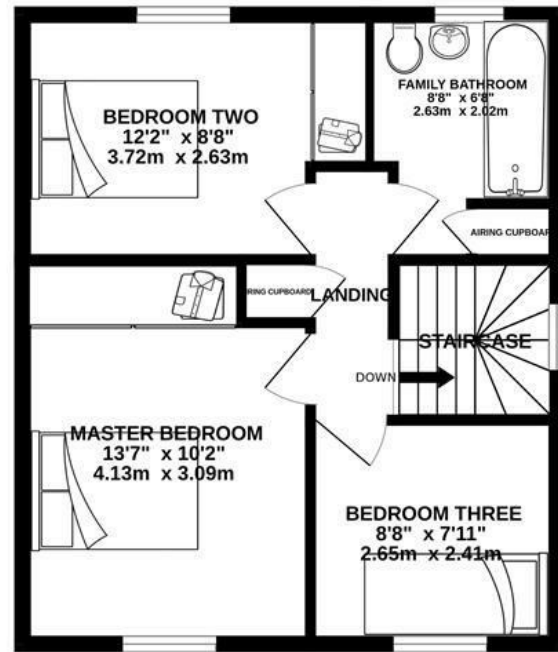 BEDROOM TWO
12'2" x 8'8"
3.72m x 2.63m
FAMILY BATHROOM
8'8" x 6'8"
2.63m x 2.02m
AIRING CUPBOAR
RING CUPBOARD
LANDING
STAIRCASE
DOWN
MASTER BEDROOM
13'7" x 10'2"
4.13m x 3.09m
BEDROOM THREE
8'8" x 7'11"
2.65m x 2.41m